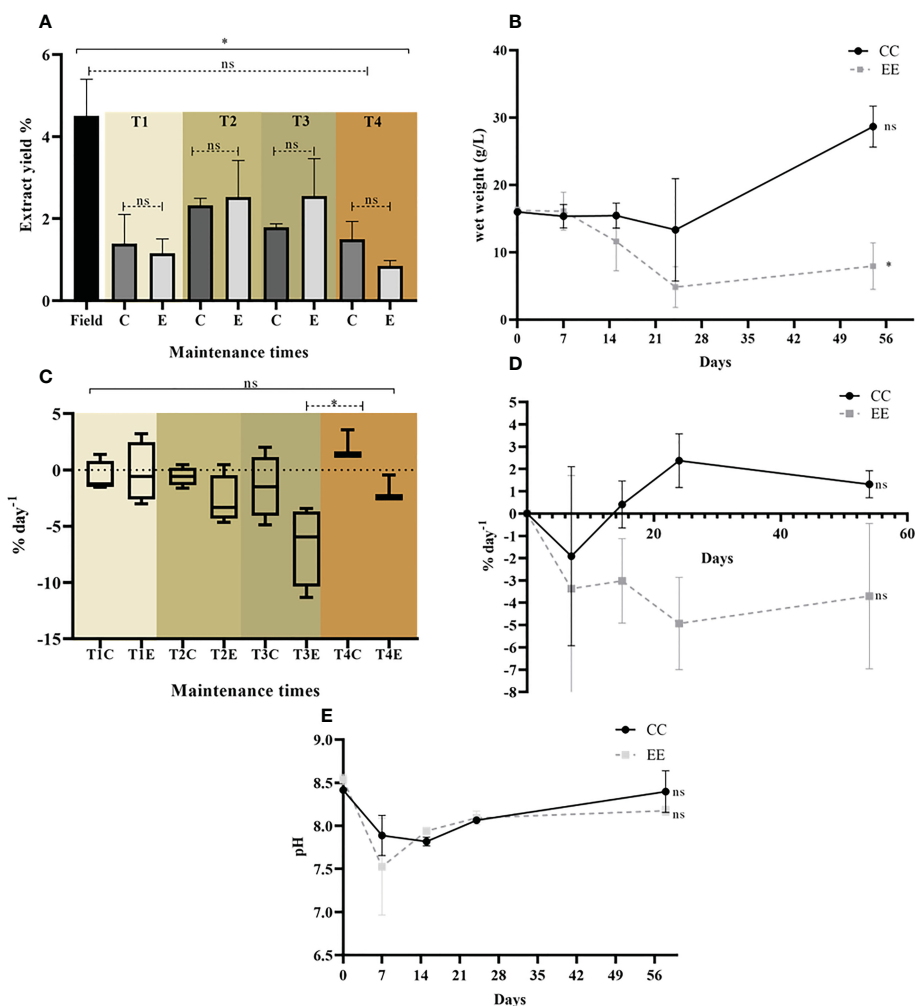 A
*
ns
6
4
2
0
Extract yield %
T1
T2
T3
T4
ns
ns
ns
ns
Field
C
E
C
E
C
E
C
E
Maintenance times
B
40
30
20
10
0
wet weight (g/L)
CC
EE
ns
*
0
7
14
21
28
35
42
49
56
Days
C
ns
*
5
0
-5
-10
-15
% day-1
T1C
T1E
T2C
T2E
T3C
T3E
T4C
T4E
Maintenance times
D
5
4
3
2
1
0
-1
-2
-3
-4
-5
-6
-7
-8
% day-1
CC
EE
ns
ns
20
40
60
Days
E
9.0
8.5
8.0
7.5
7.0
6.5
pH
CC
EE
ns
ns
0
7
14
21
28
35
42
49
56
Days